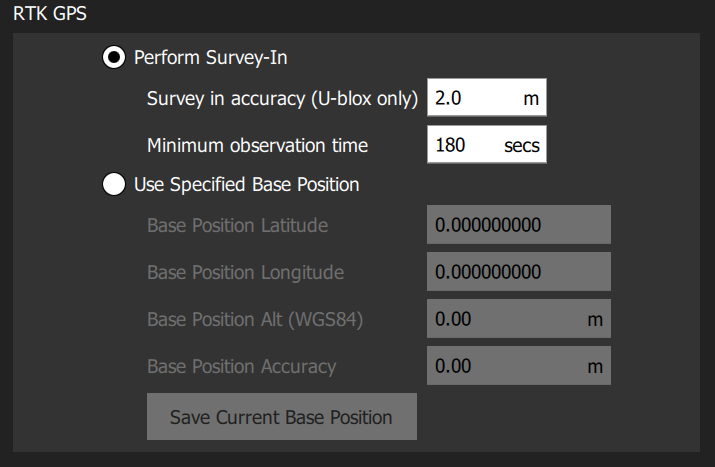 RTK GPS
Perform Survey-In
Survey in accuracy (U-blox only) 2.0 m
Minimum observation time 180 secs
Use Specified Base Position
Base Position Latitude 0.000000000
Base Position Longitude 0.000000000
Base Position Alt (WGS84) 0.00 m
Base Position Accuracy 0.00 m
Save Current Base Position